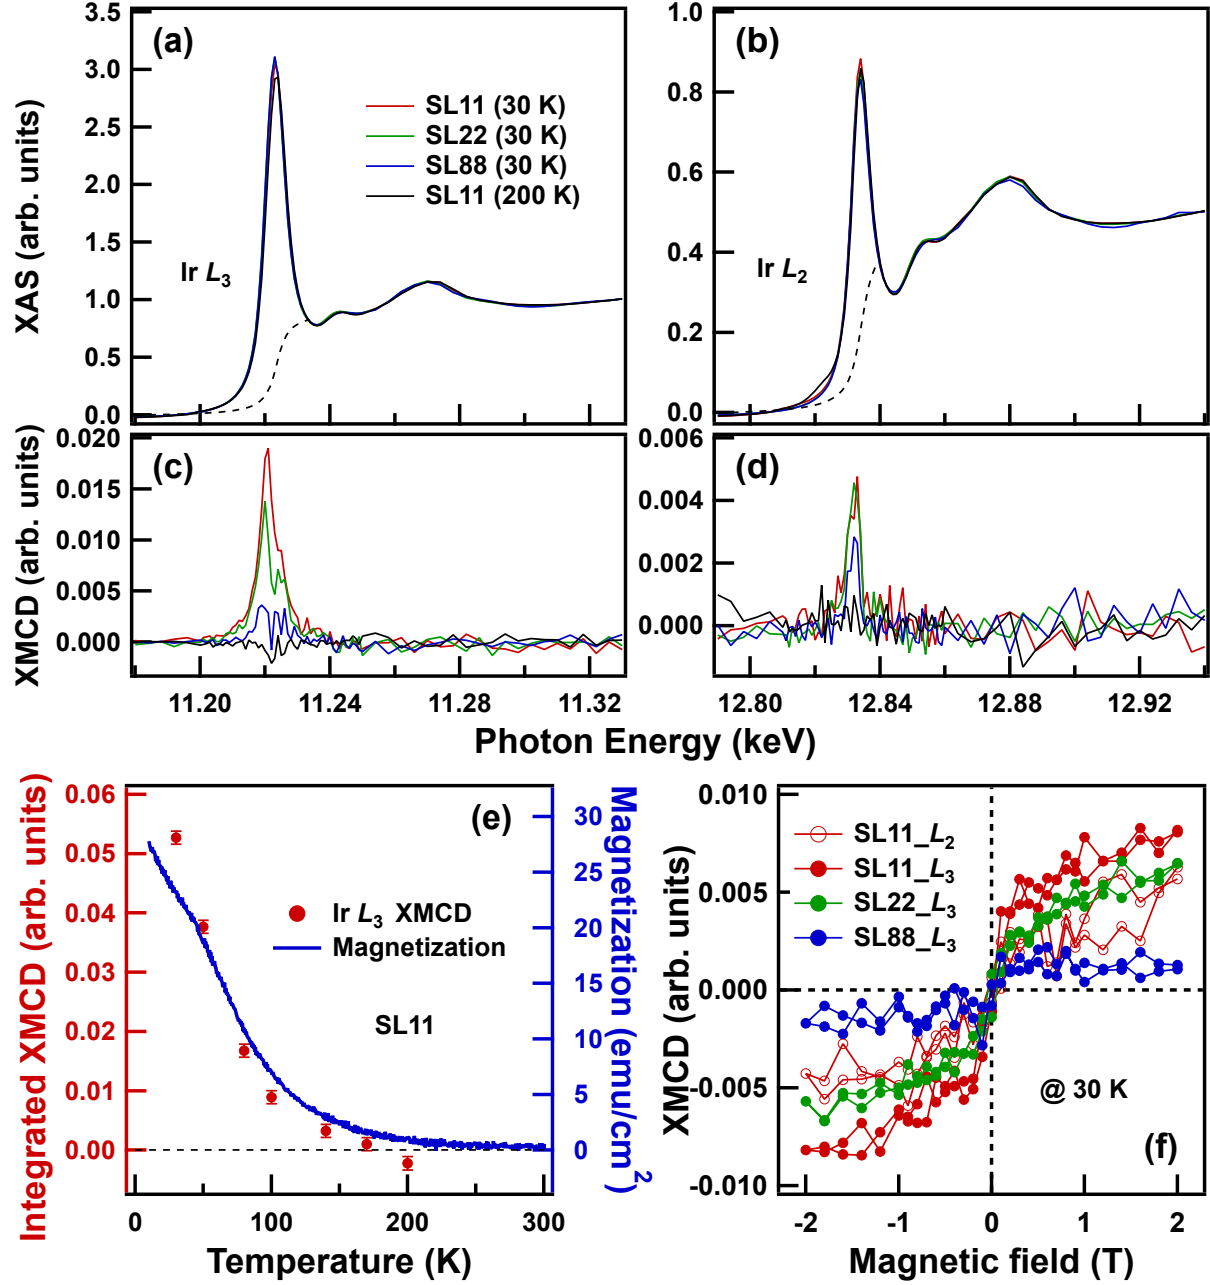 (a)
XAS (arb. units)
3.5
3.0
2.5
2.0
1.5
1.0
0.5
0.0
SL11 (30 K)
SL22 (30 K)
SL88 (30 K)
SL11 (200 K)
Ir L3
(b)
1.0
0.8
0.6
0.4
0.2
0.0
Ir L2
(c)
XMCD (arb. units)
0.020
0.015
0.010
0.005
0.000
11.20 11.24 11.28 11.32
(d)
0.006
0.004
0.002
0.000
12.80 12.84 12.88 12.92
Photon Energy (keV)
(e)
Integrated XMCD (arb. units)
0.06
0.05
0.04
0.03
0.02
0.01
0.00
Ir L3 XMCD
Magnetization
SL11
30
25
20
15
10
5
0
Magnetization (emu/cm2)
0 100 200 300
Temperature (K)
XMCD (arb. units)
0.010
0.005
0.000
-0.005
-0.010
SL11_L2
SL11_L3
SL22_L3
SL88_L3
@ 30 K
(f)
-2 -1 0 1 2
Magnetic field (T)